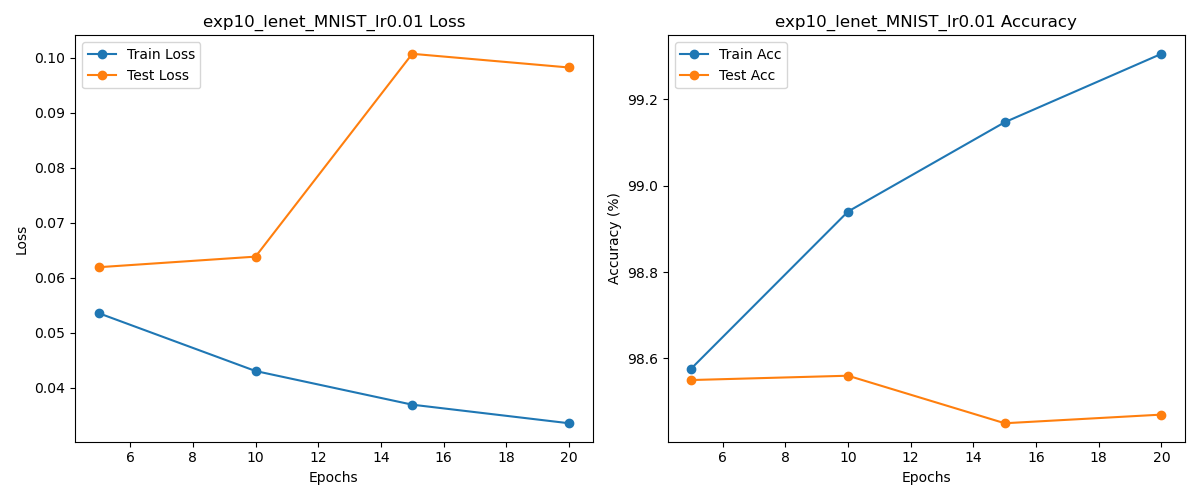 exp10_lenet_MNIST_lr0.01 Loss
Train Loss
Test Loss
0.10
0.09
0.08
0.07
0.06
0.05
0.04
Loss
6 8 10 12 14 16 18 20
Epochs
exp10_lenet_MNIST_lr0.01 Accuracy
Train Acc
Test Acc
99.2
99.0
98.8
98.6
Accuracy (%)
6 8 10 12 14 16 18 20
Epochs